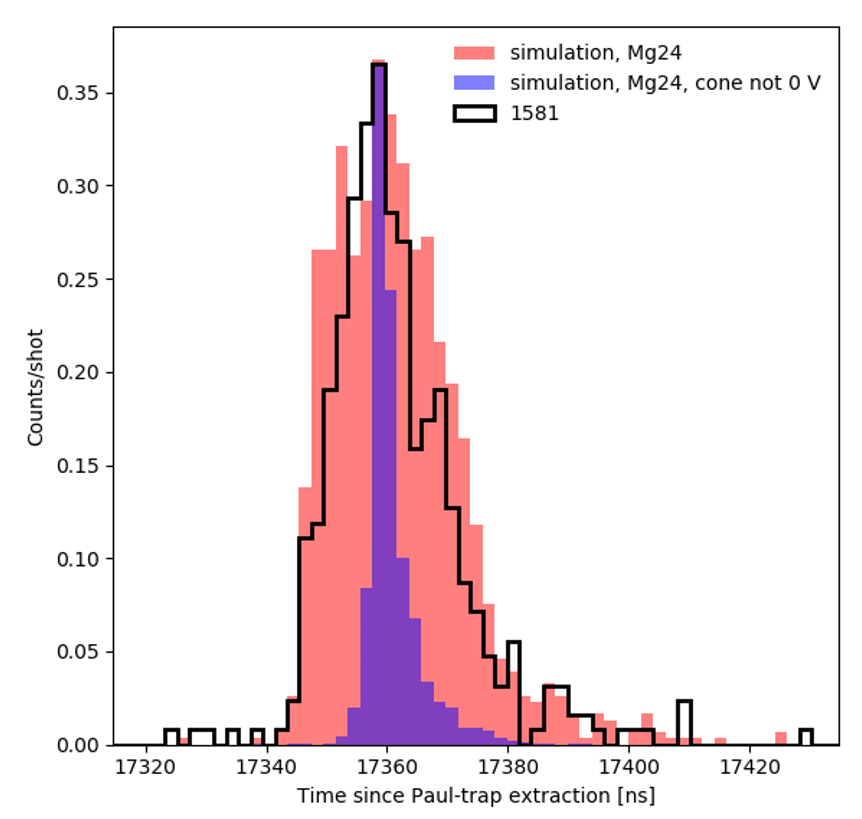 simulation, Mg24
simulation, Mg24, cone not 0 V
1581
0.35
0.30
0.25
0.20
0.15
0.10
0.05
0.00
Counts/shot
17320 17340 17360 17380 17400 17420
Time since Paul-trap extraction [ns]